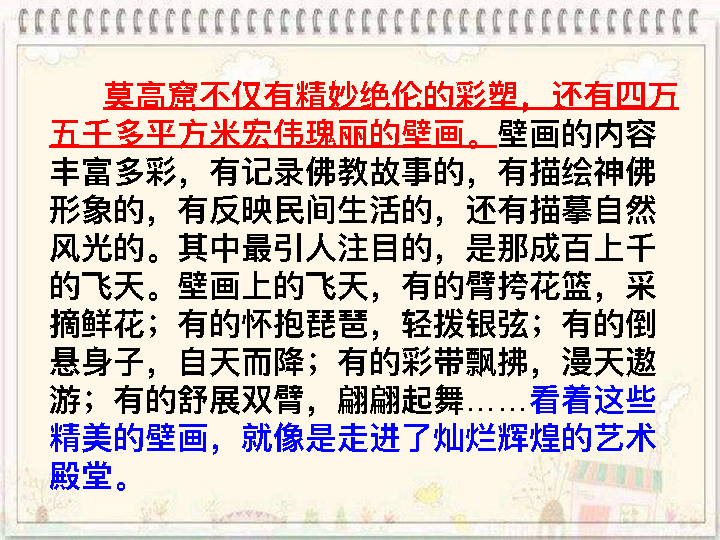 莫高窟不仅有精妙绝伦的彩塑，还有四万
五千多平方米宏伟瑰丽的壁画。壁画的内容
丰富多彩，有记录佛教故事的，有描绘神佛
形象的，有反映民间生活的，还有描摹自然
风光的。其中最引人注目的，是那成百上千
的飞天。壁画上的飞天，有的臂挎花篮，采
摘鲜花；有的怀抱琵琶，轻拨银弦；有的倒
悬身子，自天而降；有的彩带飘拂，漫天遨
游；有的舒展双臂，翩翩起舞……看着这些
精美的壁画，就像是走进了灿烂辉煌的艺术
殿堂。